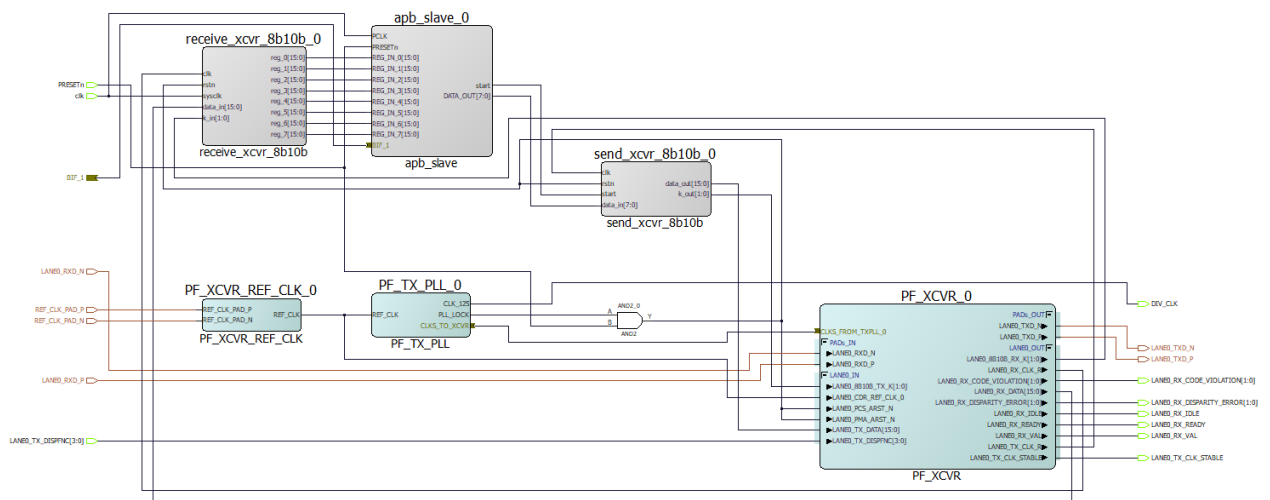 apb_slave_0
receive_xcvr_8b10b_0
PCLK
PRESETn
reg_0[15:0]
REG_IN_0[15:0]
clk
reg_1[15:0]
REG_IN_1[15:0]
rstn
reg_2[15:0]
REG_IN_2[15:0]
start
PRESETn
sysclk
reg_3[15:0]
REG_IN_3[15:0]
DATA_OUT[7:0]
clk
data_in[15:0]
reg_4[15:0]
REG_IN_4[15:0]
k_in[1:0]
reg_5[15:0]
REG_IN_5[15:0]
reg_6[15:0]
REG_IN_6[15:0]
reg_7[15:0]
REG_IN_7[15:0]
BIF_1
receive_xcvr_8b10b
apb_slave
send_xcvr_8b10b_0
BIF_1
clk
rstn
data_out[15:0]
start
k_out[1:0]
data_in[7:0]
send_xcvr_8b10b
LANE0_RXD_N
PF_XCVR_REF_CLK_0
PF_TX_PLL_0
REF_CLK_PAD_P
REF_CLK_PAD_N
REF_CLK_PAD_P
REF_CLK_PAD_N
REF_CLK
PF_XCVR_REF_CLK
REF_CLK
CLK_125
PLL_LOCK
CLKS_TO_XCVR
PF_TX_PLL
AND2_0
A
B
Y
AND2
PF_XCVR_0
DIV_CLK
PADs_OUT
CLKS_FROM_TXPLL_0
LANE0_TXD_N
PADs_IN
LANE0_TXD_P
LANE0_RXD_N
LANE0_OUT
LANE0_RXD_P
LANE0_8B10B_RX_K[1:0]
LANE0_IN
LANE0_RX_CLK_R
LANE0_8B10B_TX_K[1:0]
LANE0_RX_CODE_VIOLATION[1:0]
LANE0_CDR_REF_CLK_0
LANE0_RX_DATA[15:0]
LANE0_PCS_ARST_N
LANE0_RX_DISPARITY_ERROR[1:0]
LANE0_PMA_ARST_N
LANE0_RX_IDLE
LANE0_TX_DATA[15:0]
LANE0_RX_READY
LANE0_TX_DISPFNC[3:0]
LANE0_RX_VAL
LANE0_TX_CLK_R
LANE0_TX_CLK_STABLE
PF_XCVR
LANE0_TXD_N
LANE0_TXD_P
LANE0_RXD_P
LANE0_RX_CODE_VIOLATION[1:0]
LANE0_RX_DISPARITY_ERROR[1:0]
LANE0_RX_IDLE
LANE0_RX_READY
LANE0_RX_VAL
LANE0_TX_DISPFNC[3:0]
LANE0_TX_CLK_STABLE